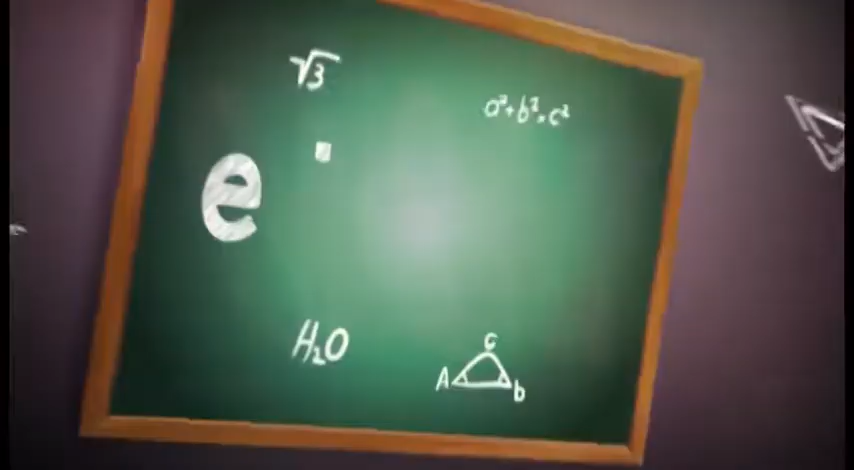 √3
a²+b²=c²
e
H₂O
C
A b